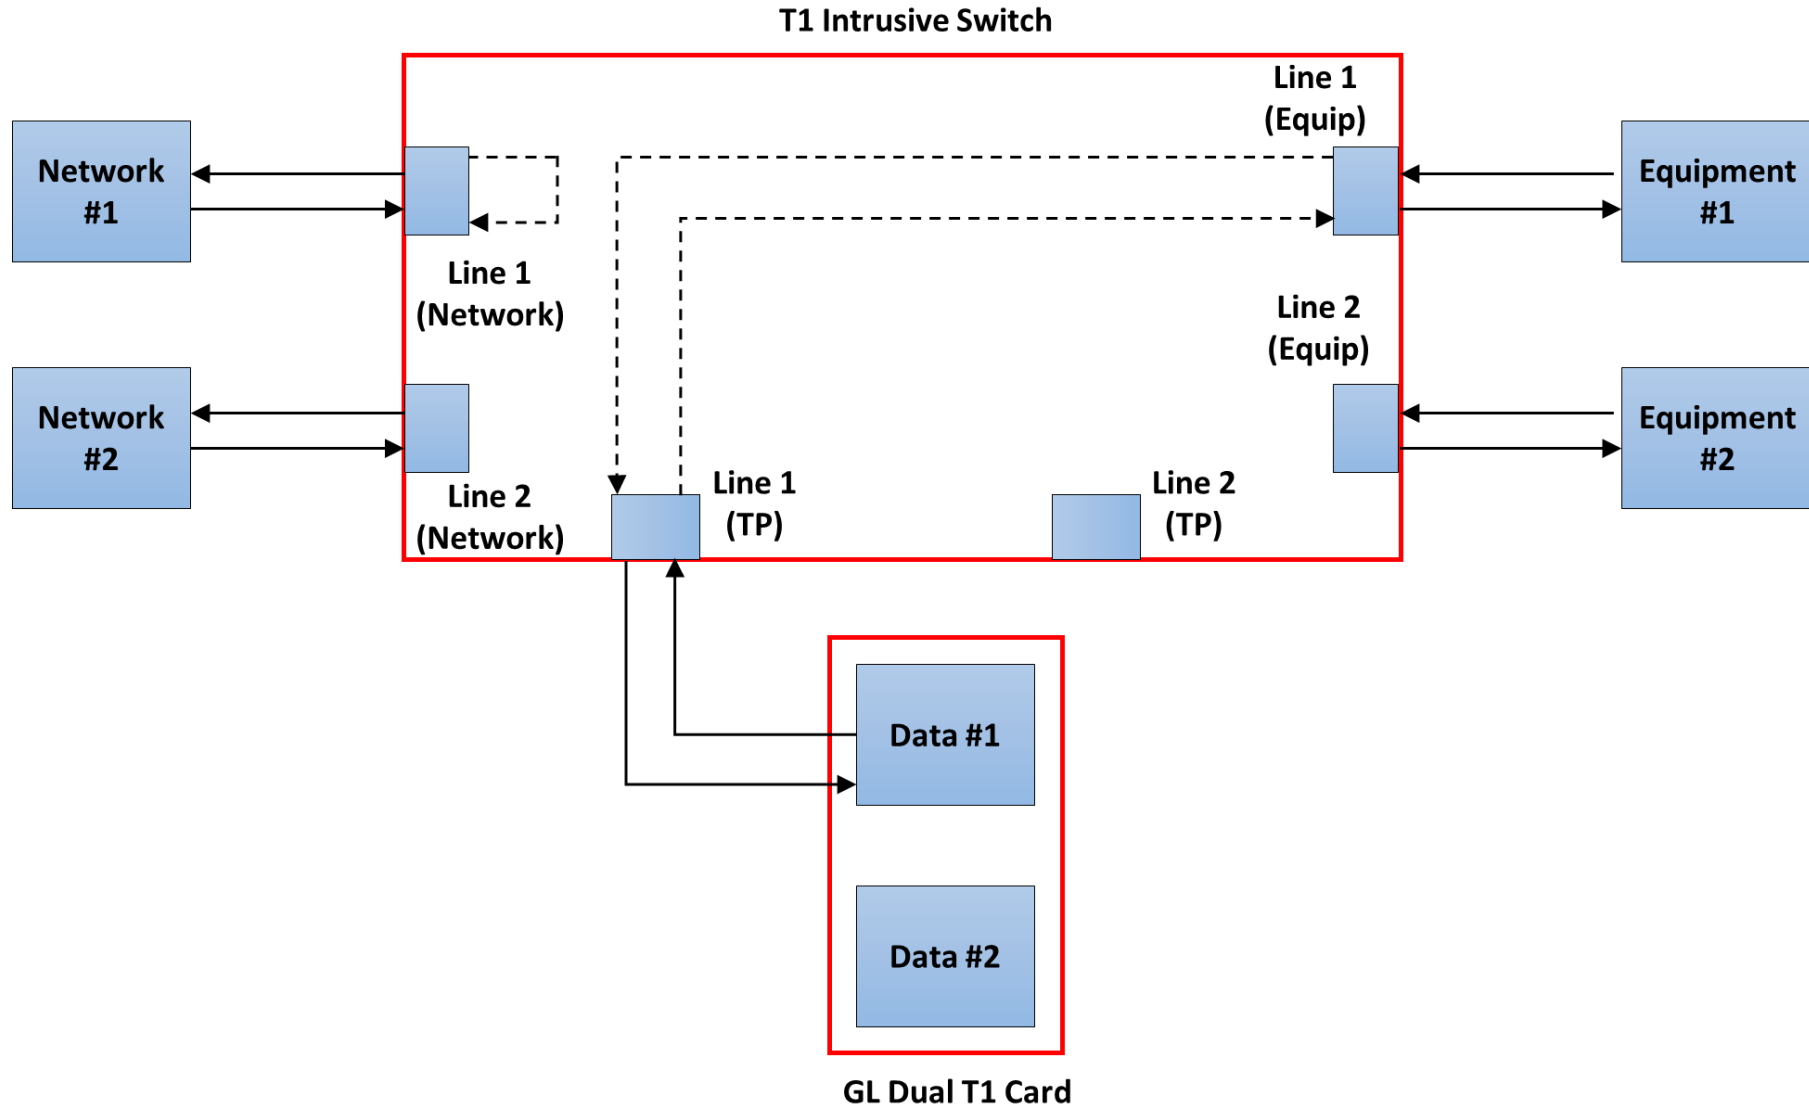 T1 Intrusive Switch
Line 1
(Equip)
Network
#1
Equipment
#1
Line 1
(Network)
Line 2
(Equip)
Network
#2
Equipment
#2
Line 2
(Network)
Line 1
(TP)
Line 2
(TP)
Data #1
Data #2
GL Dual T1 Card